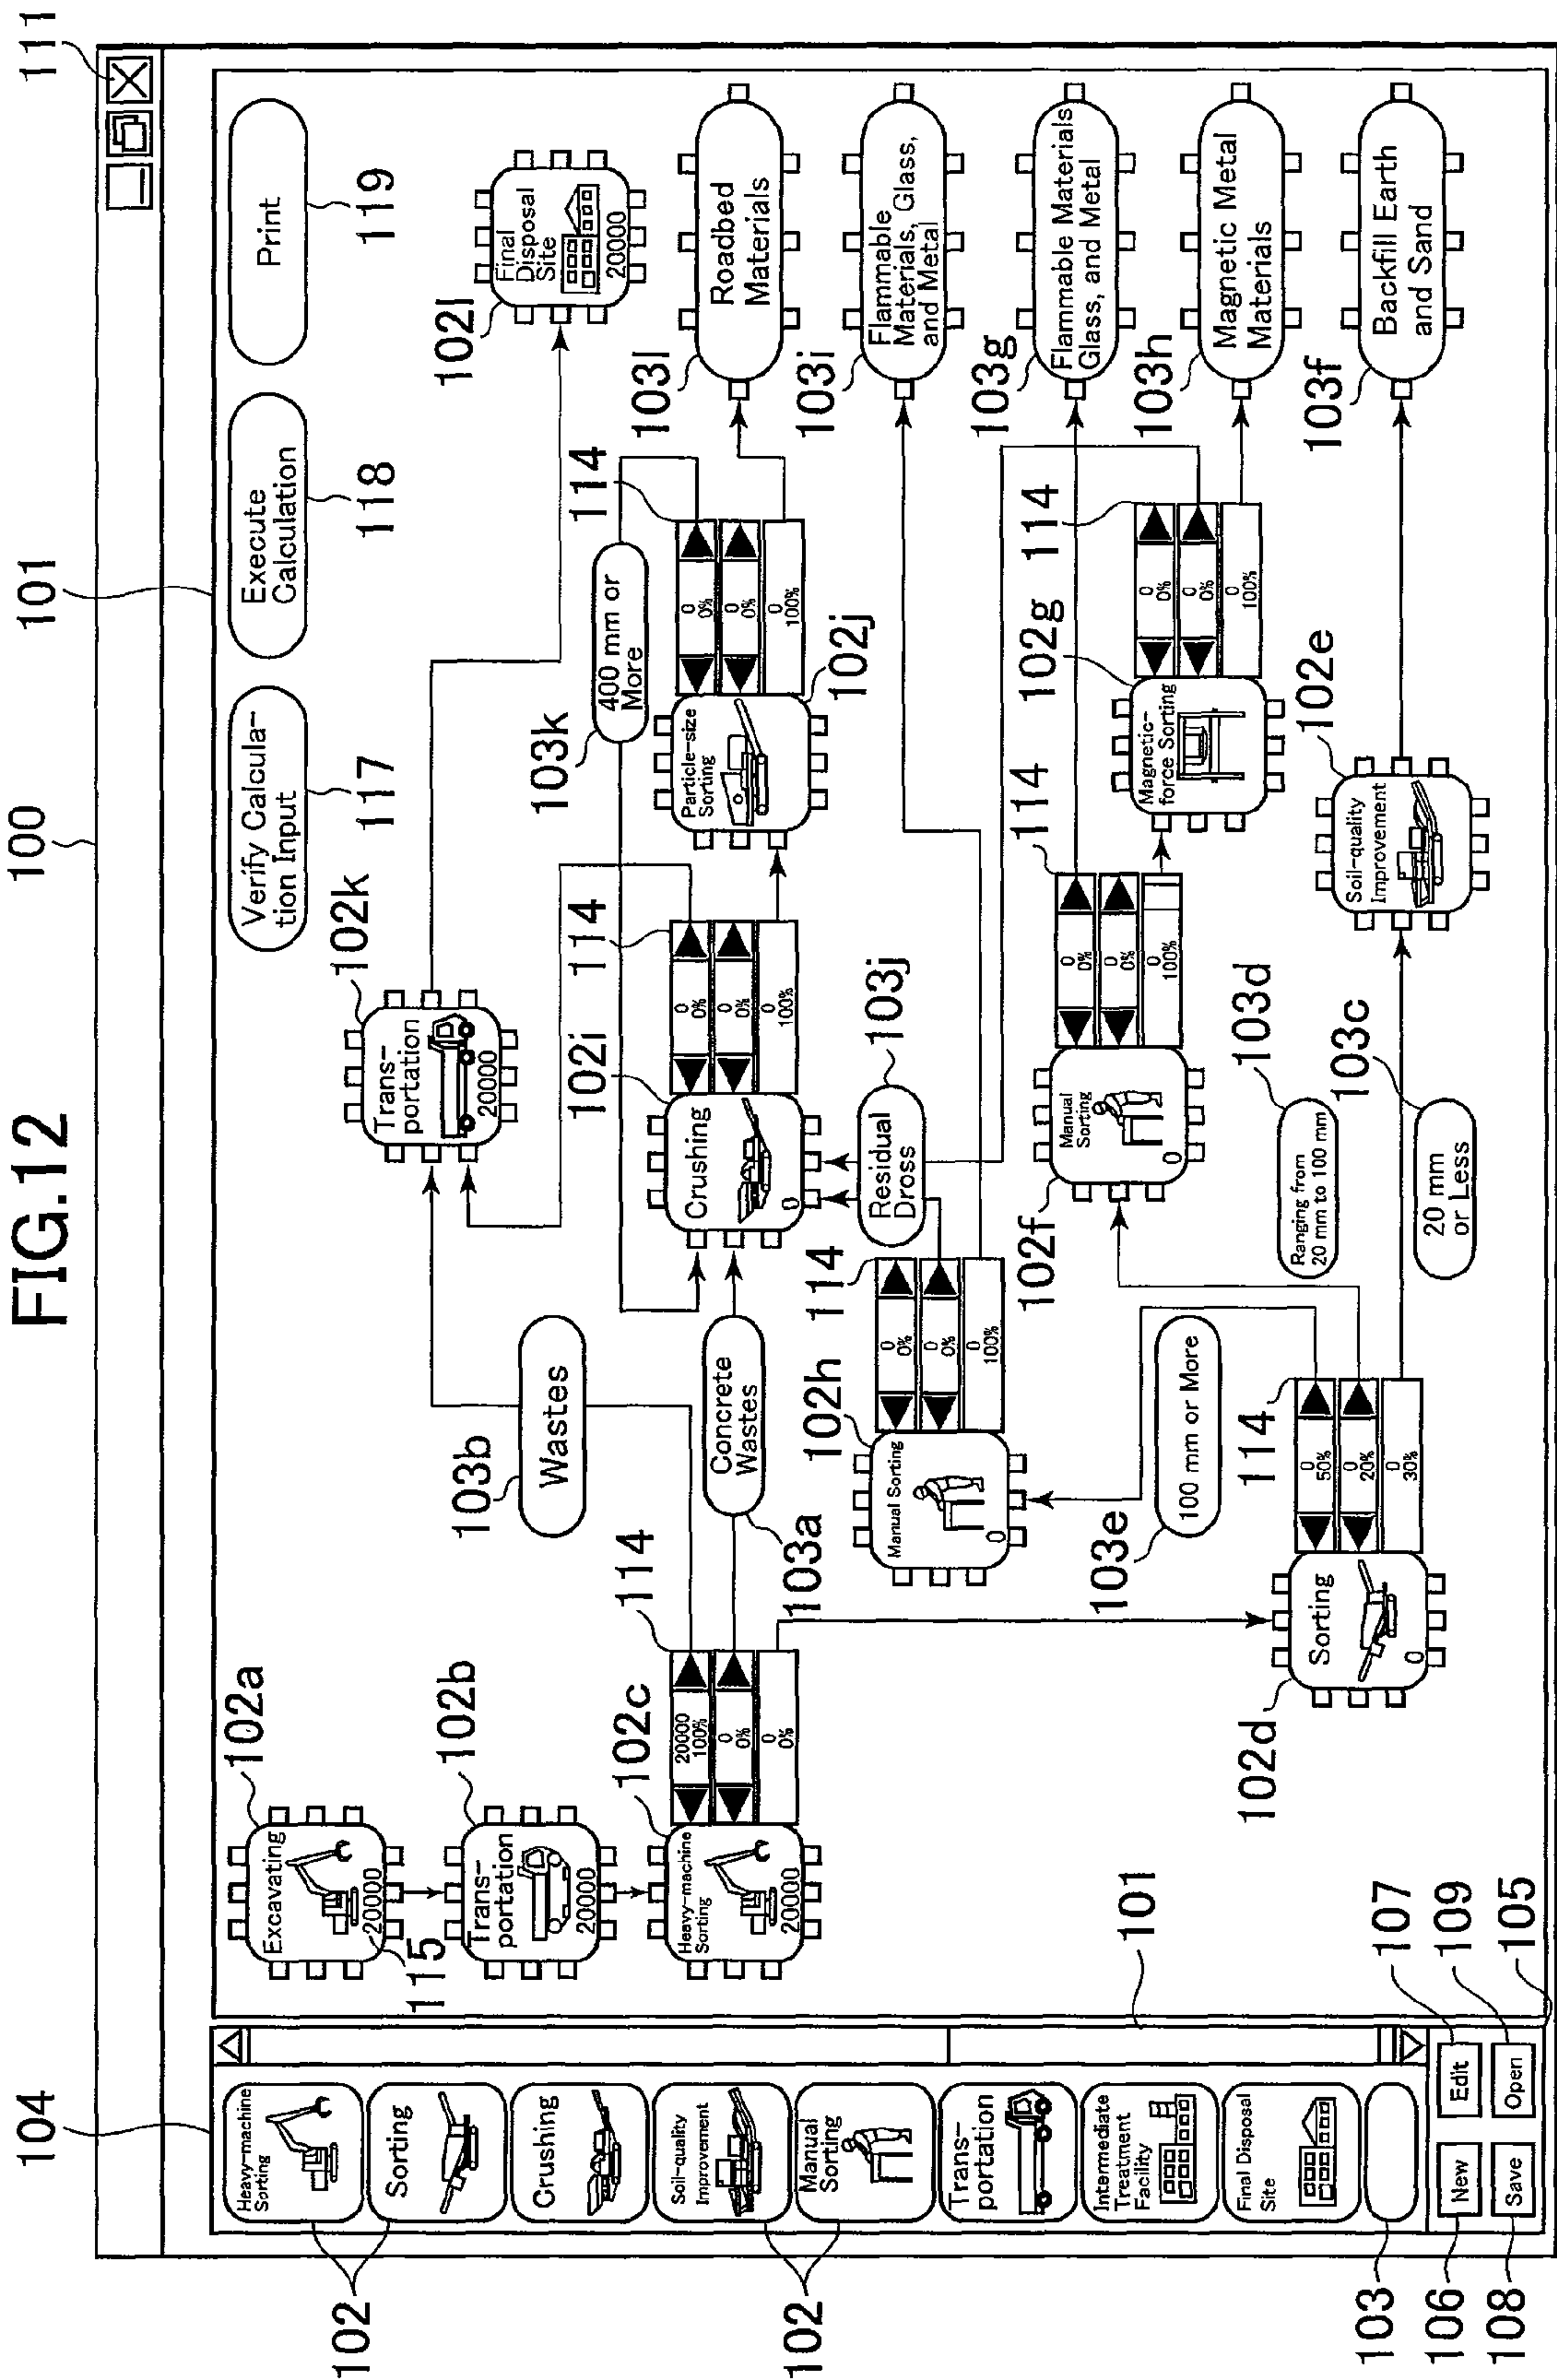 FIG.12
100
101
111
104
Verify Calcula-
tion Input
117
Execute
Calculation
118
Print
119
Heavy-machine
Sorting
Sorting
Crushing
Soil-quality
Improvement
Manual
Sorting
Trans-
portation
Intermediate
Treatment
Facility
Final Disposal
Site
102
102
103
New
Edit
Save
Open
106
107
108
109
105
101
102a
Excavating
20000
115
102b
Trans-
portation
20000
102c
Heavy-machine
Sorting
20000
114
20000
100%
0
0%
0
0%
103b
Wastes
103a
Concrete
Wastes
102k
Trans-
portation
20000
102l
Final
Disposal
Site
20000
102i
Crushing
0
114
0
0%
0
0%
0
100%
103k
400 mm or
More
102j
Particle-size
Sorting
114
0
0%
0
0%
0
100%
103l
Roadbed
Materials
102h
Manual Sorting
0
114
0
0%
0
0%
0
100%
103j
Residual
Dross
103i
Flammable
Materials, Glass,
and Metal
102f
Manual
Sorting
0
114
0
0%
0
0%
0
100%
103g
Flammable Materials
Glass, and Metal
102g
Magnetic-
force Sorting
114
0
0%
0
0%
0
100%
103h
Magnetic Metal
Materials
102d
Sorting
0
114
0
50%
0
20%
0
30%
103e
100 mm or More
103d
Ranging from
20 mm to 100 mm
103c
20 mm
or Less
102e
Soil-quality
Improvement
103f
Backfill Earth
and Sand